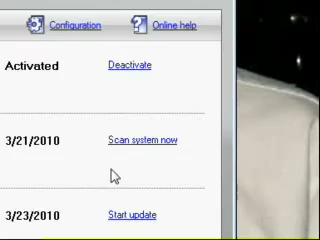 Configuration Online help
Activated Deactivate
3/21/2010 Scan system now
3/23/2010 Start update